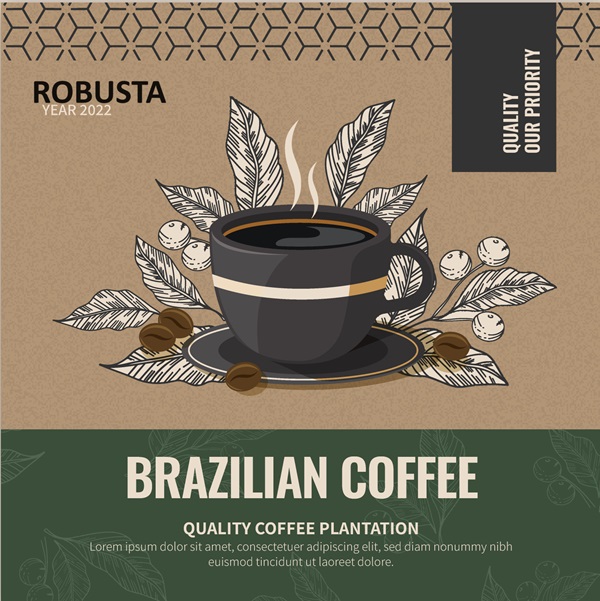 ROBUSTA
YEAR 2022
QUALITY
OUR PRIORITY
BRAZILIAN COFFEE
QUALITY COFFEE PLANTATION
Lorem ipsum dolor sit amet, consectetuer adipiscing elit, sed diam nonummy nibh
euismod tincidunt ut laoreet dolore.